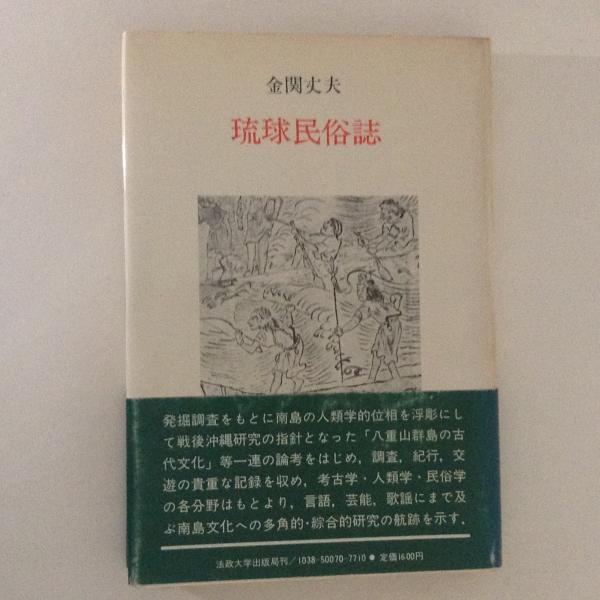 金関丈夫
琉球民俗誌
発掘調査をもとに南島の人類学的位相を浮彫にし
て戦後沖縄研究の指針となった「八重山群島の古
代文化」等一連の論考をはじめ，調査，紀行，交
遊の貴重な記録を収め，考古学・人類学・民俗学
の各分野はもとより，言語，芸能，歌謡にまで及
ぶ南島文化への多角的・綜合的研究の航跡を示す．
法政大学出版局刊／1038-50070-7710●定価1600円